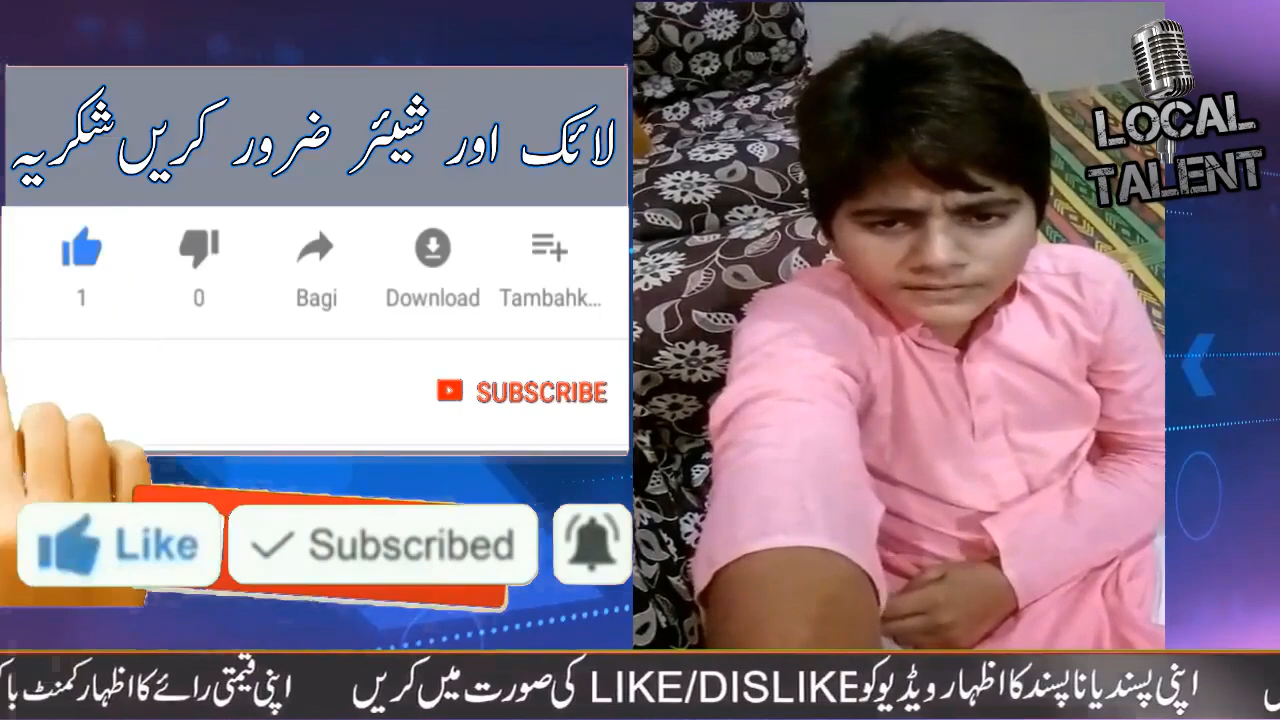 لائک اور شیئر ضرور کریں شکریہ
1
0
Bagi
Download
Tambahk...
SUBSCRIBE
Like
Subscribed
LOCAL
TALENT
اپنی پسند یا ناپسند کا اظہار ویڈیو کو LIKE/DISLIKE کی صورت میں کریں
اپنی قیمتی رائے کا اظہار کمنٹ